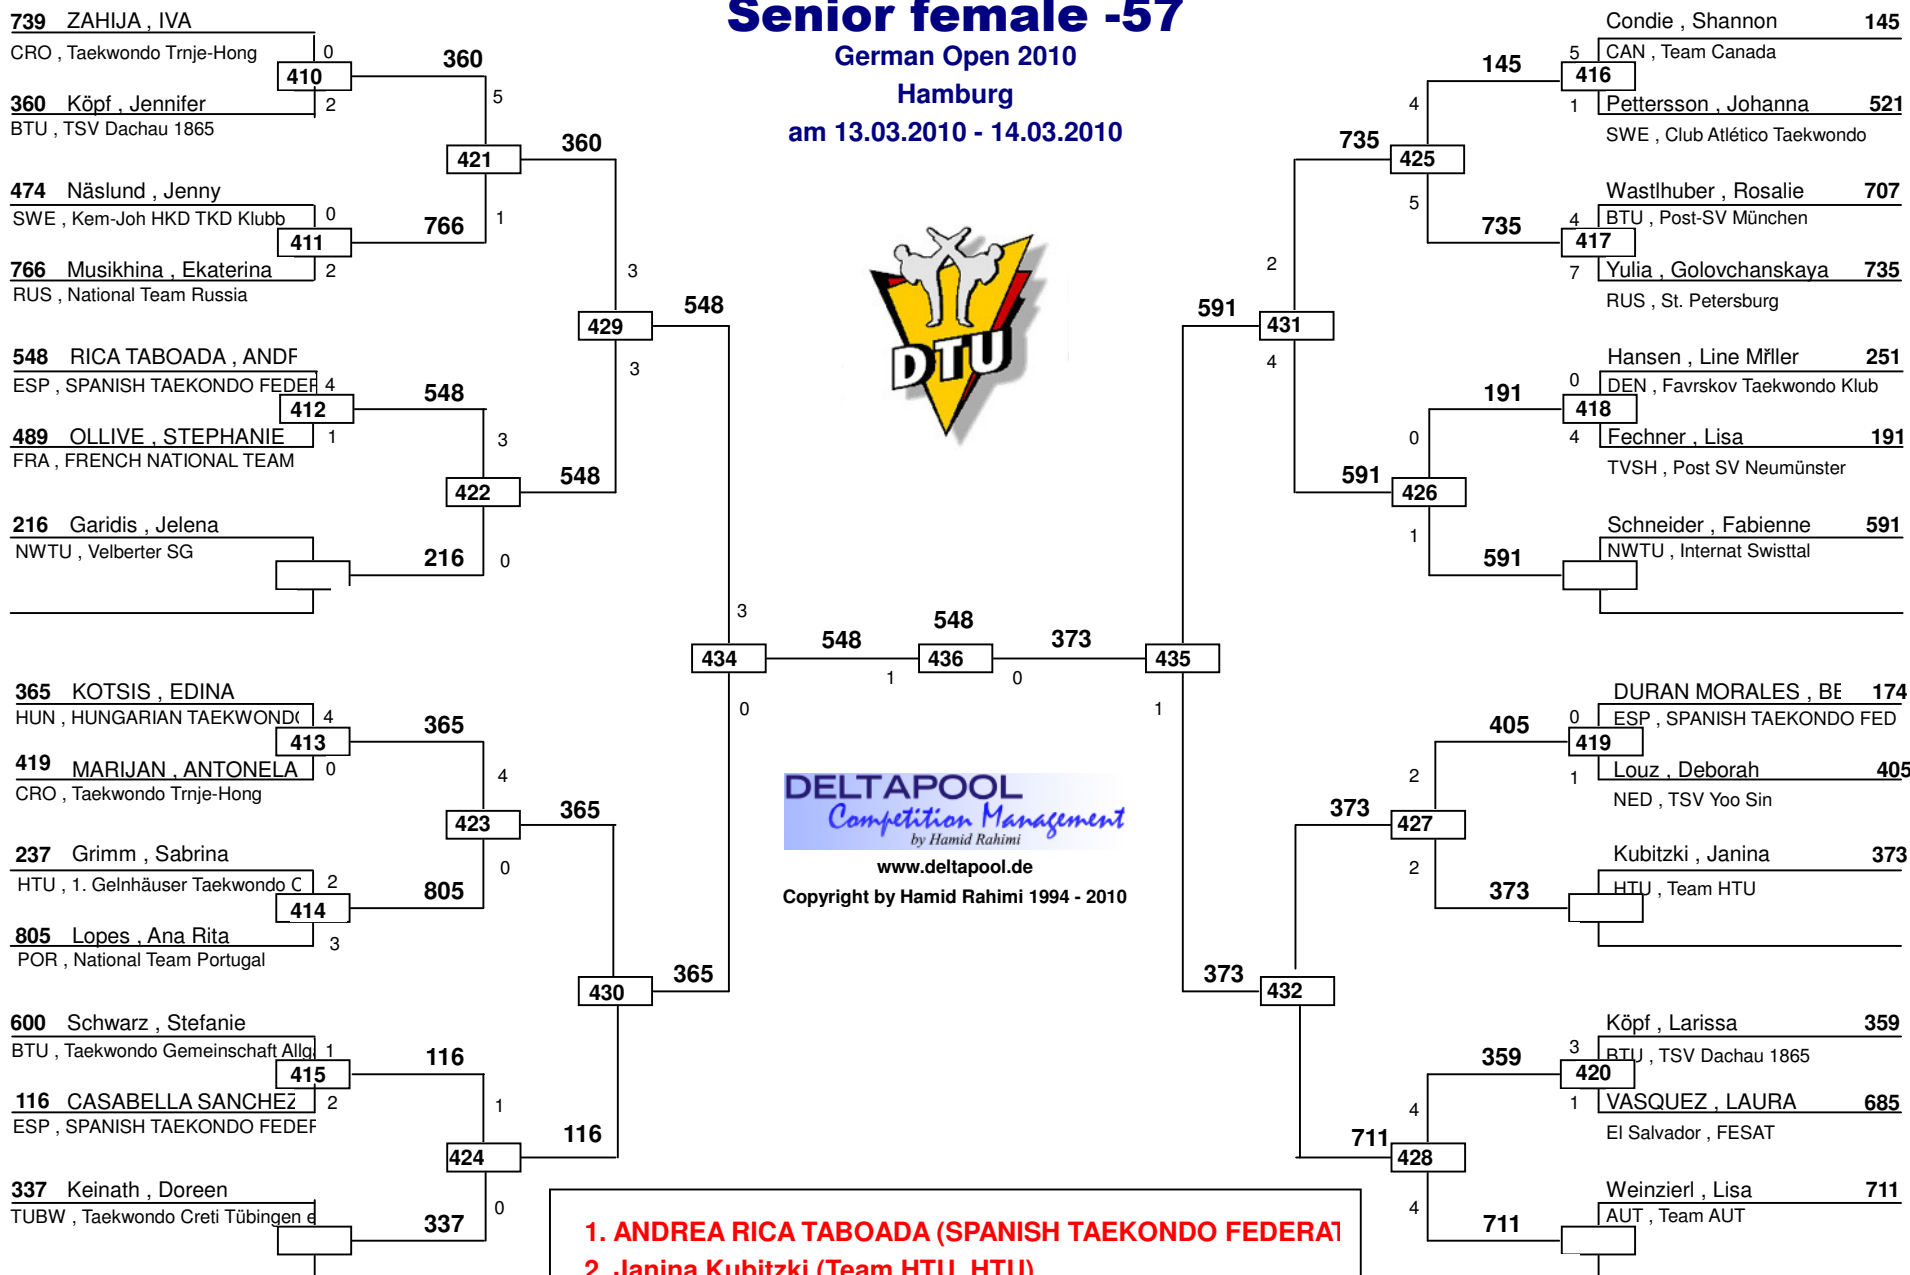 Senior female -57
German Open 2010
Hamburg
am 13.03.2010 - 14.03.2010
739 ZAHIJA , IVA
CRO , Taekwondo Trnje-Hong
0
410
360
360 Köpf , Jennifer
2
BTU , TSV Dachau 1865
5
421
360
474 Näslund , Jenny
SWE , Kem-Joh HKD TKD Klubb
0
411
766
1
766 Musikhina , Ekaterina
2
RUS , National Team Russia
3
429
548
548 RICA TABOADA , ANDR
ESP , SPANISH TAEKONDO FEDER
4
412
548
3
489 OLLIVE , STEPHANIE
1
FRA , FRENCH NATIONAL TEAM
3
422
548
216 Garidis , Jelena
NWTU , Velberter SG
216
0
3
434
548
1
436
548
0
373
435
1
0
365 KOTSIS , EDINA
HUN , HUNGARIAN TAEKWONDO
4
413
365
419 MARIJAN , ANTONELA
0
CRO , Taekwondo Trnje-Hong
4
423
365
237 Grimm , Sabrina
HTU , 1. Gelnhäuser Taekwondo C
2
414
805
0
805 Lopes , Ana Rita
3
POR , National Team Portugal
430
365
600 Schwarz , Stefanie
BTU , Taekwondo Gemeinschaft Allg
1
415
116
116 CASABELLA SANCHEZ
2
ESP , SPANISH TAEKONDO FEDER
1
424
116
337 Keinath , Doreen
TUBW , Taekwondo Creti Tübingen e
337
0
DTU
DELTAPOOL
Competition Management
by Hamid Rahimi
www.deltapool.de
Copyright by Hamid Rahimi 1994 - 2010
Condie , Shannon 145
5
CAN , Team Canada
145
416
1
Pettersson , Johanna 521
SWE , Club Atlético Taekwondo
4
735
425
5
Wastlhuber , Rosalie 707
4
BTU , Post-SV München
735
417
7
Yulia , Golovchanskaya 735
RUS , St. Petersburg
2
591
431
4
Hansen , Line Mřller 251
0
DEN , Favrskov Taekwondo Klub
191
418
4
Fechner , Lisa 191
TVSH , Post SV Neumünster
0
591
426
1
Schneider , Fabienne 591
NWTU , Internat Swisttal
591
DURAN MORALES , BE 174
0
ESP , SPANISH TAEKONDO FED
405
419
1
Louz , Deborah 405
NED , TSV Yoo Sin
2
373
427
2
Kubitzki , Janina 373
HTU , Team HTU
373
373
432
Köpf , Larissa 359
3
BTU , TSV Dachau 1865
359
420
1
VASQUEZ , LAURA 685
El Salvador , FESAT
4
711
428
4
Weinzierl , Lisa 711
AUT , Team AUT
711
1. ANDREA RICA TABOADA (SPANISH TAEKONDO FEDERAT
2. Janina Kubitzki (Team HTU, HTU)